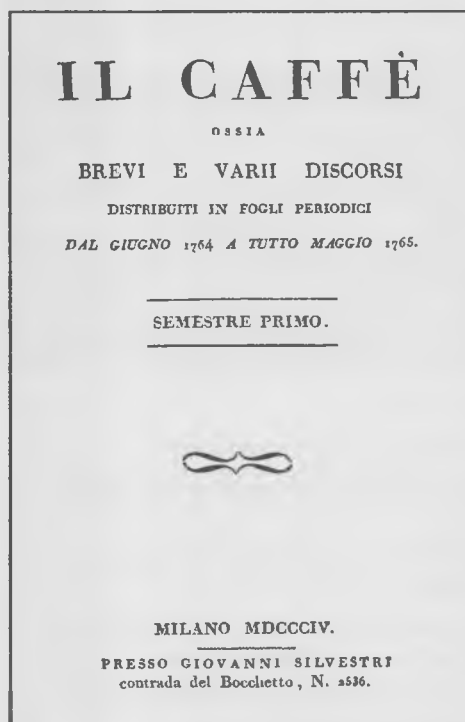 IL CAFFÈ
OSSIA
BREVI E VARII DISCORSI
DISTRIBUITI IN FOGLI PERIODICI
DAL GIUGNO 1764 A TUTTO MAGGIO 1765.
SEMESTRE PRIMO.
MILANO MDCCCIV.
PRESSO GIOVANNI SILVESTRI
contrada del Bocchetto, N. 2536.